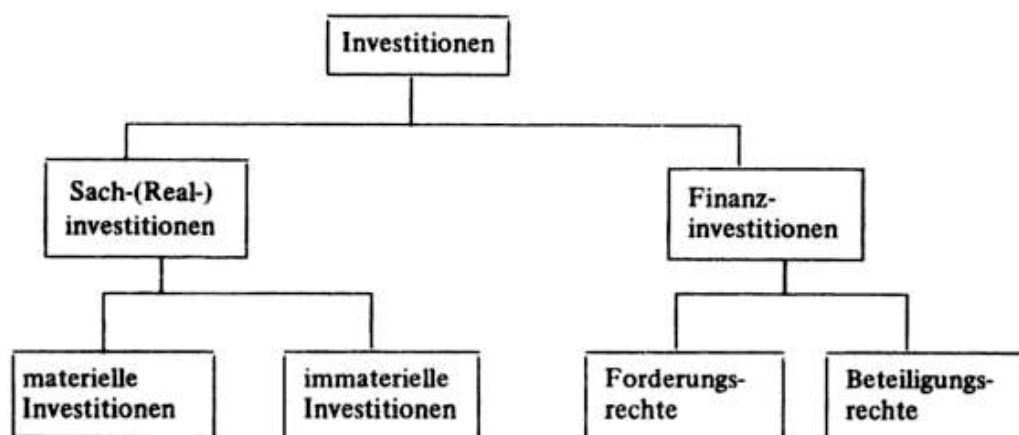 Investitionen
Sach-(Real-)
investitionen
Finanz-
investitionen
materielle
Investitionen
immaterielle
Investitionen
Forderungs-
rechte
Beteiligungs-
rechte